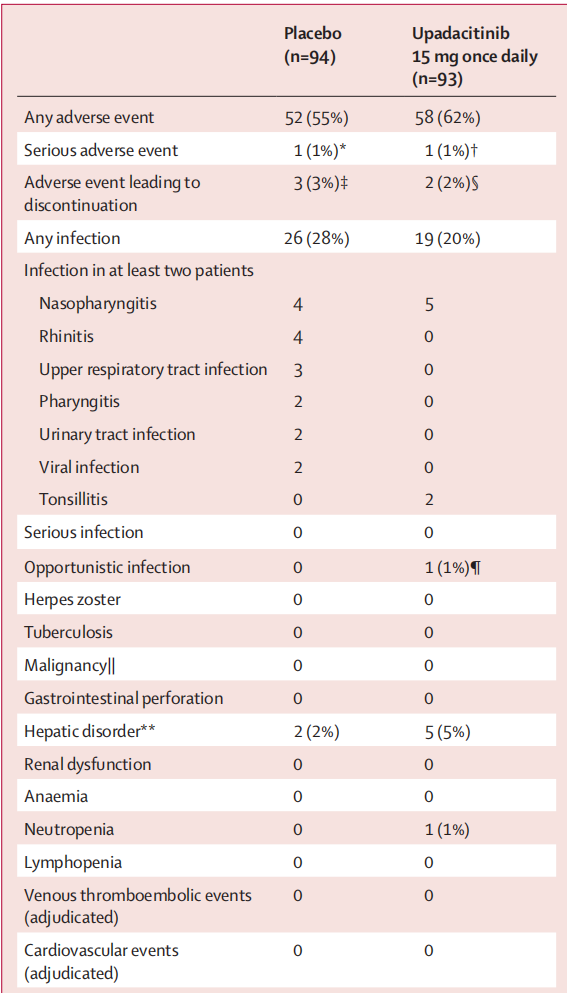 Placebo (n=94) Upadacitinib 15 mg once daily (n=93)
Any adverse event 52 (55%) 58 (62%)
Serious adverse event 1 (1%)* 1 (1%)†
Adverse event leading to discontinuation 3 (3%)‡ 2 (2%)§
Any infection 26 (28%) 19 (20%)
Infection in at least two patients
Nasopharyngitis 4 5
Rhinitis 4 0
Upper respiratory tract infection 3 0
Pharyngitis 2 0
Urinary tract infection 2 0
Viral infection 2 0
Tonsillitis 0 2
Serious infection 0 0
Opportunistic infection 0 1 (1%)¶
Herpes zoster 0 0
Tuberculosis 0 0
Malignancy|| 0 0
Gastrointestinal perforation 0 0
Hepatic disorder** 2 (2%) 5 (5%)
Renal dysfunction 0 0
Anaemia 0 0
Neutropenia 0 1 (1%)
Lymphopenia 0 0
Venous thromboembolic events (adjudicated) 0 0
Cardiovascular events (adjudicated) 0 0